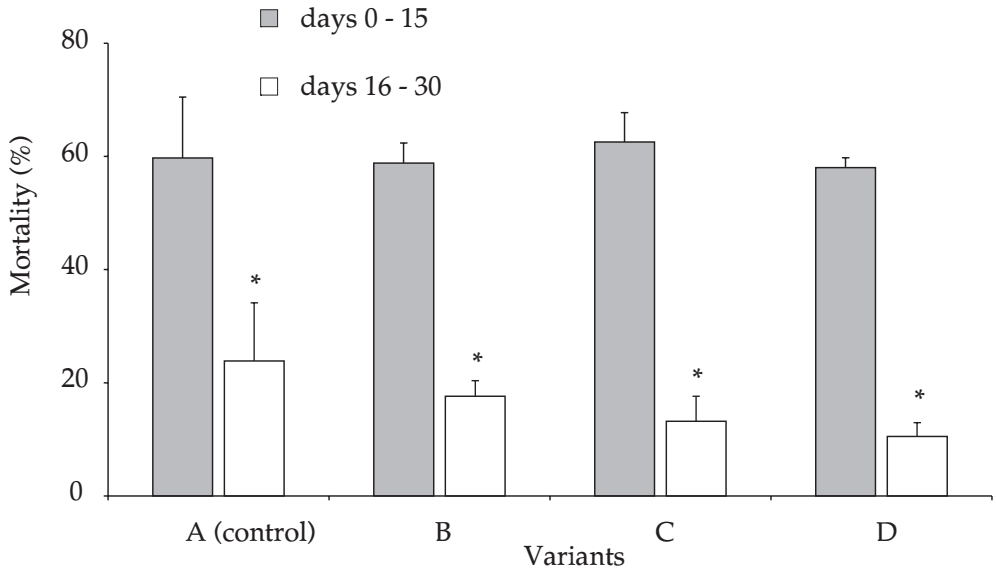 days 0 - 15
days 16 - 30
Mortality (%)
80
60
40
20
0
*
*
*
*
A (control)
B
C
D
Variants